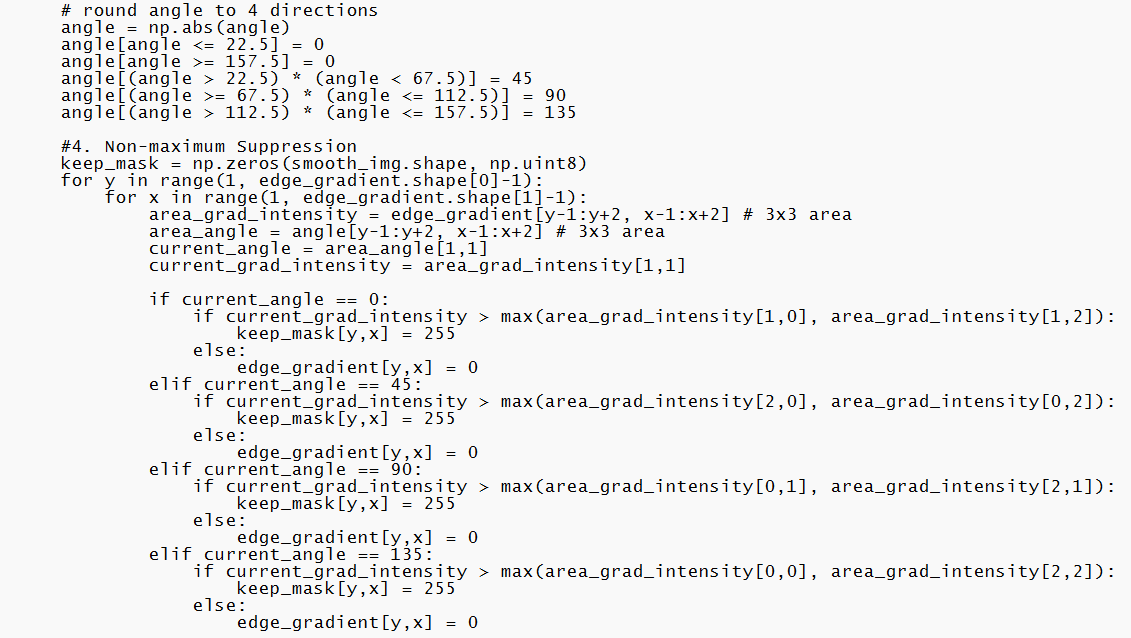 # round angle to 4 directions
angle = np.abs(angle)
angle[angle <= 22.5] = 0
angle[angle >= 157.5] = 0
angle[(angle > 22.5) * (angle < 67.5)] = 45
angle[(angle >= 67.5) * (angle <= 112.5)] = 90
angle[(angle > 112.5) * (angle <= 157.5)] = 135

#4. Non-maximum Suppression
keep_mask = np.zeros(smooth_img.shape, np.uint8)
for y in range(1, edge_gradient.shape[0]-1):
    for x in range(1, edge_gradient.shape[1]-1):
        area_grad_intensity = edge_gradient[y-1:y+2, x-1:x+2] # 3x3 area
        area_angle = angle[y-1:y+2, x-1:x+2] # 3x3 area
        current_angle = area_angle[1,1]
        current_grad_intensity = area_grad_intensity[1,1]

        if current_angle == 0:
            if current_grad_intensity > max(area_grad_intensity[1,0], area_grad_intensity[1,2]):
                keep_mask[y,x] = 255
            else:
                edge_gradient[y,x] = 0
        elif current_angle == 45:
            if current_grad_intensity > max(area_grad_intensity[2,0], area_grad_intensity[0,2]):
                keep_mask[y,x] = 255
            else:
                edge_gradient[y,x] = 0
        elif current_angle == 90:
            if current_grad_intensity > max(area_grad_intensity[0,1], area_grad_intensity[2,1]):
                keep_mask[y,x] = 255
            else:
                edge_gradient[y,x] = 0
        elif current_angle == 135:
            if current_grad_intensity > max(area_grad_intensity[0,0], area_grad_intensity[2,2]):
                keep_mask[y,x] = 255
            else:
                edge_gradient[y,x] = 0